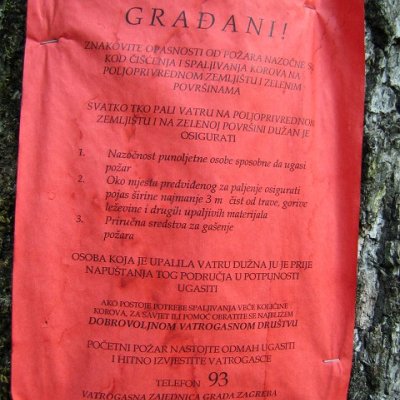 GRAĐANI!
ZNAKOVITE OPASNOSTI OD POŽARA NAZOČNE S
KOD ČIŠĆENJA I SPALJIVANJA KOROVA NA
POLJOPRIVREDNOM ZEMLJIŠTU I ZELENIM
POVRŠINAMA
SVATKO TKO PALI VATRU NA POLJOPRIVREDNOM
ZEMLJIŠTU I NA ZELENOJ POVRŠINI DUŽAN JE
OSIGURATI
1. Nazočnost punoljetne osobe sposobne da ugasi
požar
2. Oko mjesta predviđenog za paljenje osigurati
pojas širine najmanje 3 m čist od trave, gorive
leževine i drugih upaljivih materijala
3. Priručna sredstva za gašenje
požara
OSOBA KOJA JE UPALILA VATRU DUŽNA JU JE PRIJE
NAPUŠTANJA TOG PODRUČJA U POTPUNOSTI
UGASITI
AKO POSTOJE POTREBE SPALJIVANJA VEĆE KOLIČINE
KOROVA, ZA SAVJET ILI POMOĆ OBRATITE SE NAJBLIŽEM
DOBROVOLJNOM VATROGASNOM DRUŠTVU
POČETNI POŽAR NASTOJTE ODMAH UGASITI
I HITNO IZVJESTITE VATROGASCE
TELEFON 93
VATROGASNA ZAJEDNICA GRADA ZAGREBA